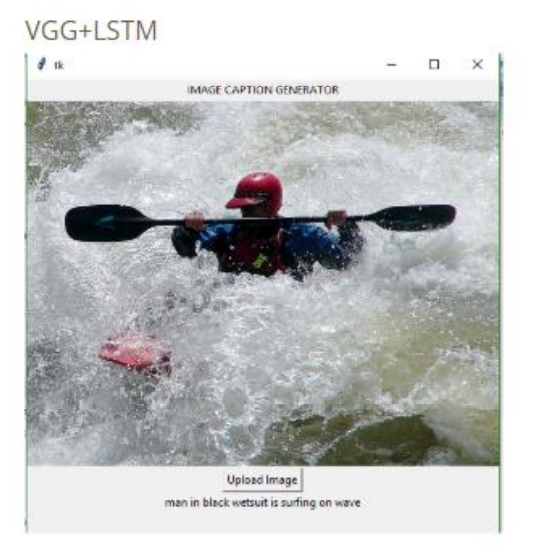 VGG+LSTM
tk
IMAGE CAPTION GENERATOR
Upload Image
man in black wetsuit is surfing on wave